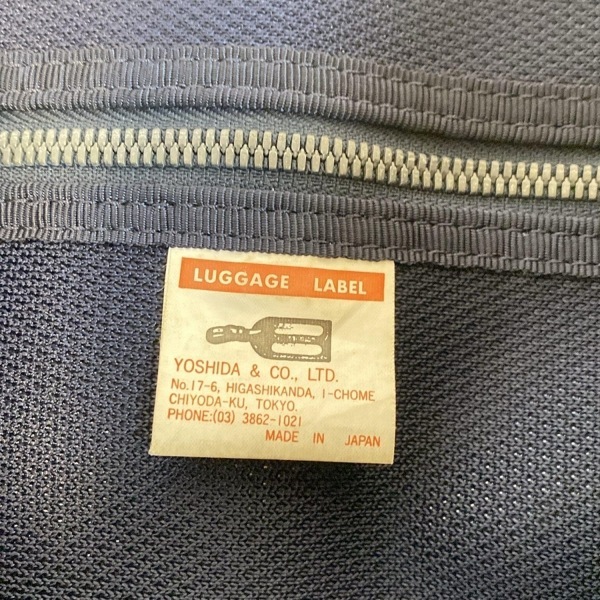 LUGGAGE LABEL
YOSHIDA & CO., LTD.
No.17-6, HIGASHIKANDA, 1-CHOME
CHIYODA-KU, TOKYO.
PHONE:(03) 3862-1021
MADE IN JAPAN